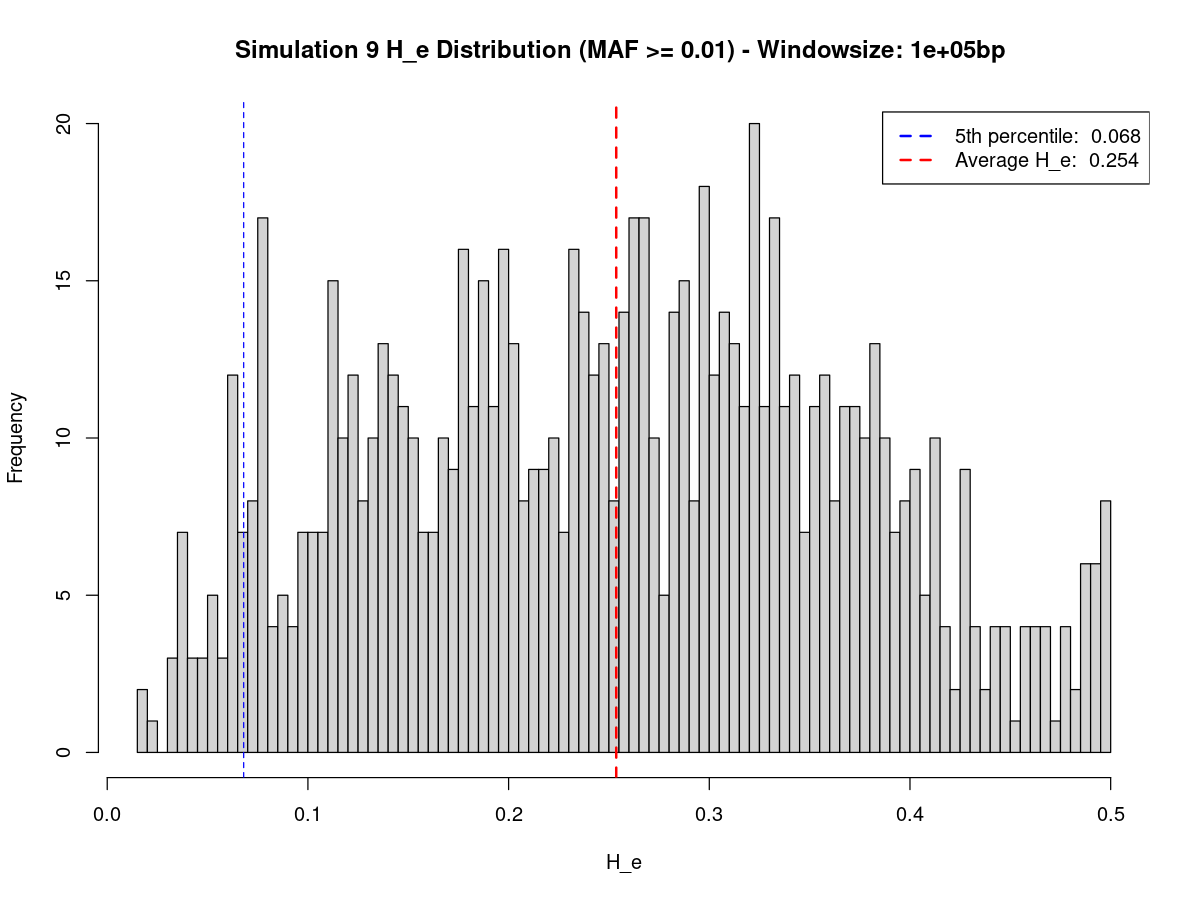 Simulation 9 H_e Distribution (MAF >= 0.01) - Windowsize: 1e+05bp
5th percentile:  0.068
Average H_e:  0.254
Frequency
20
15
10
5
0
0.0 0.1 0.2 0.3 0.4 0.5
H_e